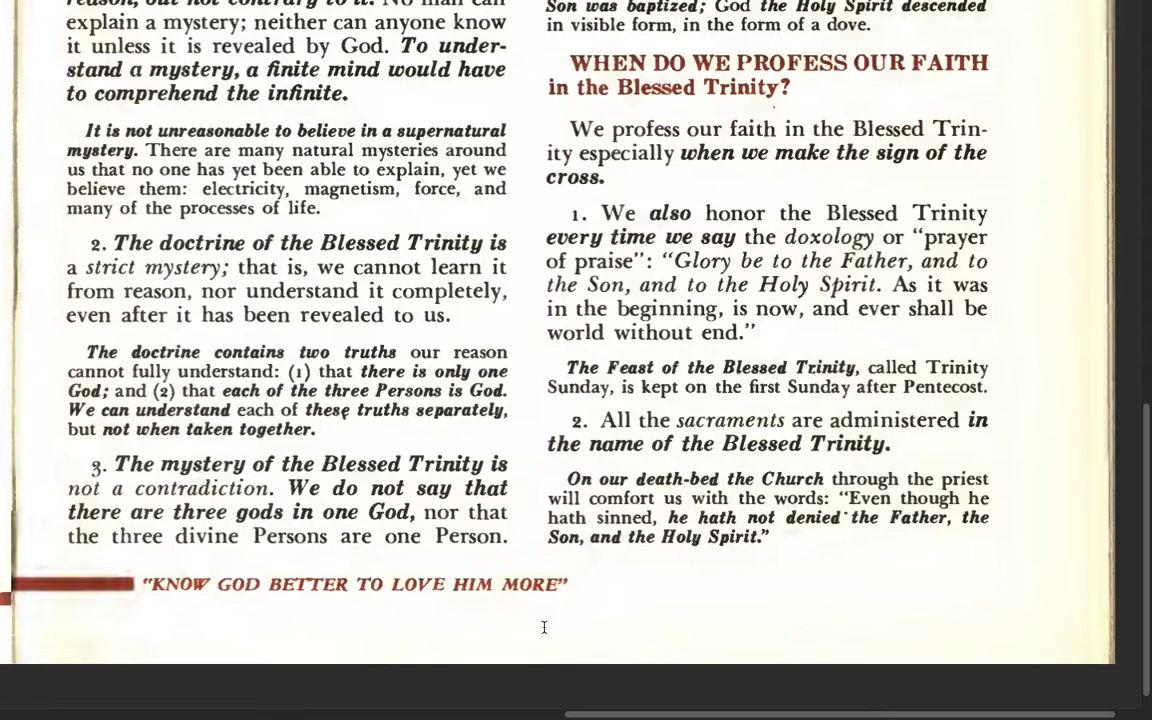 reason, but not contrary to it. No man can
explain a mystery; neither can anyone know
it unless it is revealed by God. To under-
stand a mystery, a finite mind would have
to comprehend the infinite.
It is not unreasonable to believe in a supernatural
mystery. There are many natural mysteries around
us that no one has yet been able to explain, yet we
believe them: electricity, magnetism, force, and
many of the processes of life.
2. The doctrine of the Blessed Trinity is
a strict mystery; that is, we cannot learn it
from reason, nor understand it completely,
even after it has been revealed to us.
The doctrine contains two truths our reason
cannot fully understand: (1) that there is only one
God; and (2) that each of the three Persons is God.
We can understand each of these truths separately,
but not when taken together.
3. The mystery of the Blessed Trinity is
not a contradiction. We do not say that
there are three gods in one God, nor that
the three divine Persons are one Person.
Son was baptized; God the Holy Spirit descended
in visible form, in the form of a dove.
WHEN DO WE PROFESS OUR FAITH
in the Blessed Trinity?
We profess our faith in the Blessed Trin-
ity especially when we make the sign of the
cross.
1. We also honor the Blessed Trinity
every time we say the doxology or "prayer
of praise": "Glory be to the Father, and to
the Son, and to the Holy Spirit. As it was
in the beginning, is now, and ever shall be
world without end."
The Feast of the Blessed Trinity, called Trinity
Sunday, is kept on the first Sunday after Pentecost.
2. All the sacraments are administered in
the name of the Blessed Trinity.
On our death-bed the Church through the priest
will comfort us with the words: "Even though he
hath sinned, he hath not denied the Father, the
Son, and the Holy Spirit."
"KNOW GOD BETTER TO LOVE HIM MORE"